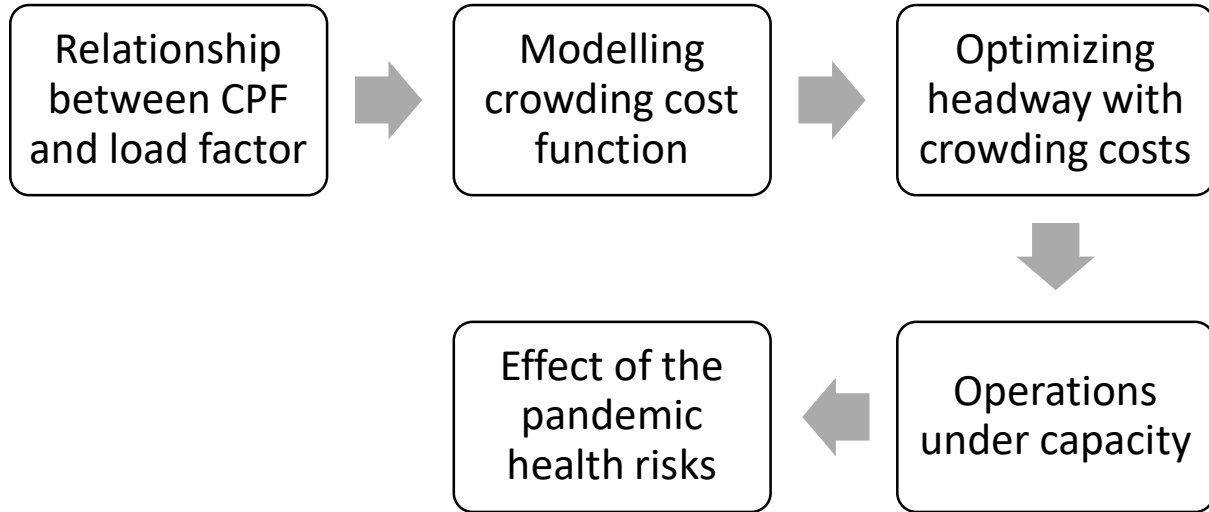 Relationship
between CPF
and load factor
Modelling
crowding cost
function
Optimizing
headway with
crowding costs
Operations
under capacity
Effect of the
pandemic
health risks